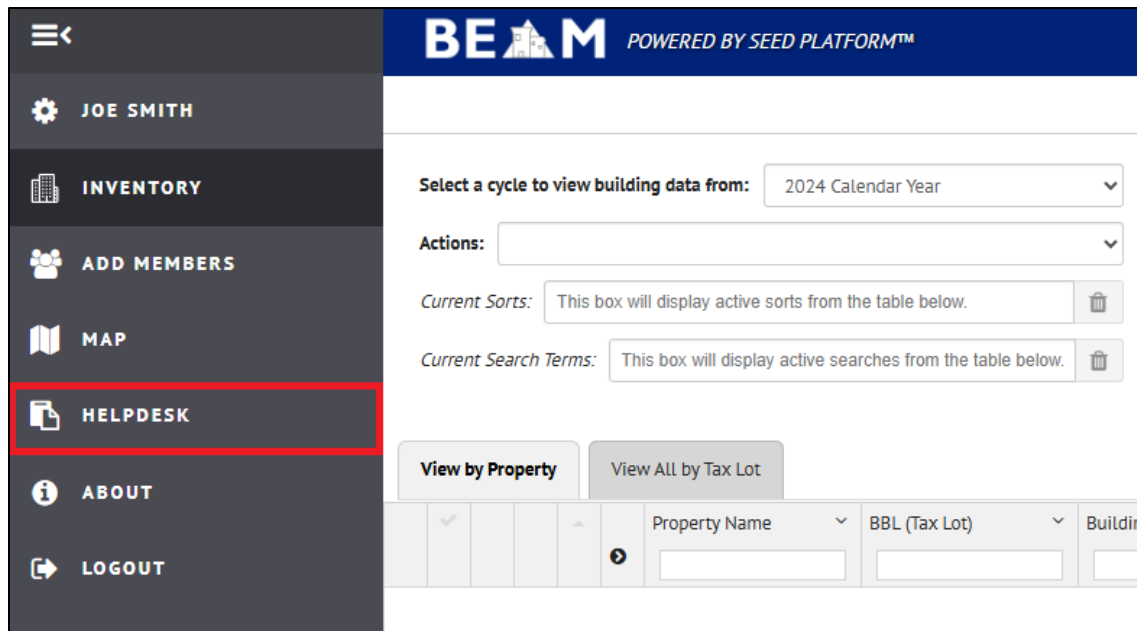 BEAM POWERED BY SEED PLATFORM™
JOE SMITH
INVENTORY
ADD MEMBERS
MAP
HELPDESK
ABOUT
LOGOUT
Select a cycle to view building data from: 2024 Calendar Year
Actions:
Current Sorts: This box will display active sorts from the table below.
Current Search Terms: This box will display active searches from the table below.
View by Property View All by Tax Lot
Property Name BBL (Tax Lot) Buildin